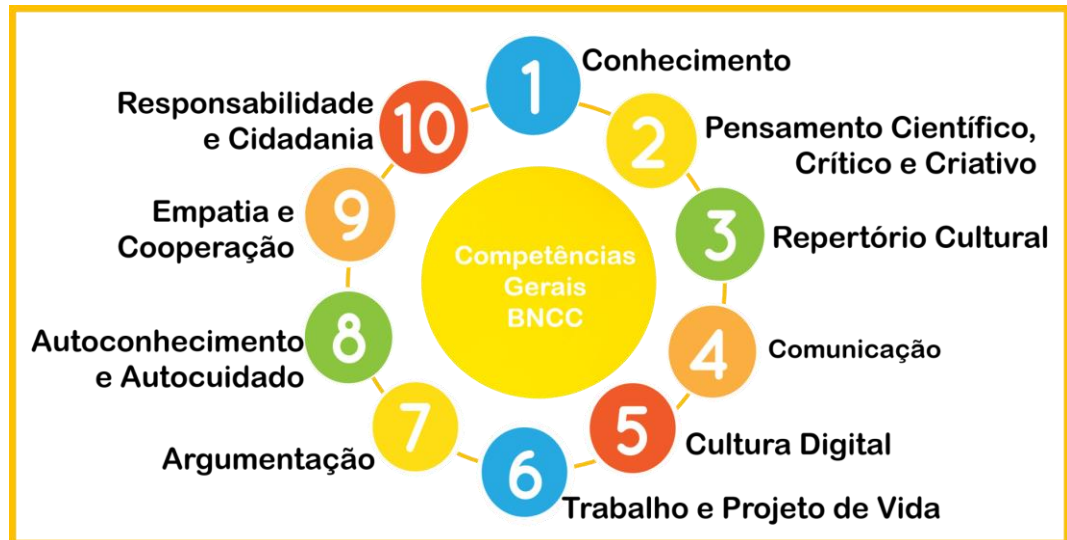 1
Conhecimento
2
Pensamento Científico,
Crítico e Criativo
3
Repertório Cultural
4
Comunicação
5
Cultura Digital
6
Trabalho e Projeto de Vida
7
Argumentação
8
Autoconhecimento
e Autocuidado
9
Empatia e
Cooperação
10
Responsabilidade
e Cidadania
Competências
Gerais
BNCC